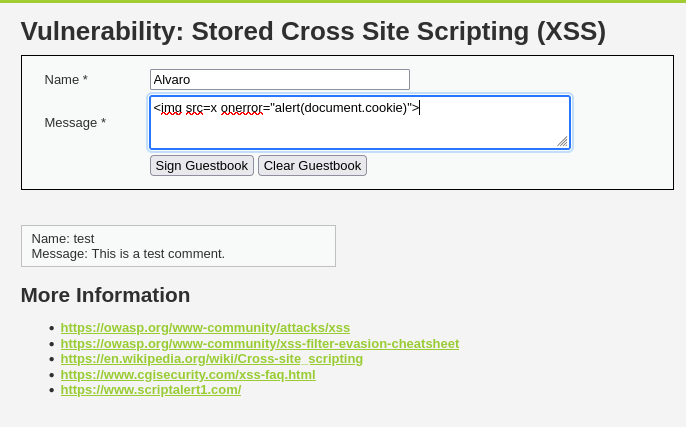 Vulnerability: Stored Cross Site Scripting (XSS)
Name * Alvaro
Message * <img src=x onerror="alert(document.cookie)">
Sign Guestbook Clear Guestbook
Name: test
Message: This is a test comment.
More Information
• https://owasp.org/www-community/attacks/xss
• https://owasp.org/www-community/xss-filter-evasion-cheatsheet
• https://en.wikipedia.org/wiki/Cross-site_scripting
• https://www.cgisecurity.com/xss-faq.html
• https://www.scriptalert1.com/